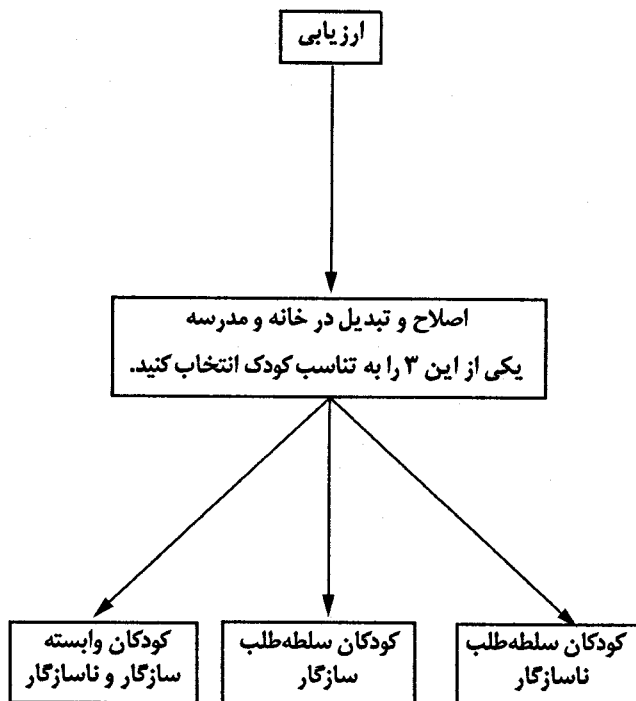 ارزیابی
اصلاح و تبدیل در خانه و مدرسه
یکی از این ۳ را به تناسب کودک انتخاب کنید.
کودکان سلطه‌طلب
ناسازگار
کودکان سلطه‌طلب
سازگار
کودکان وابسته
سازگار و ناسازگار